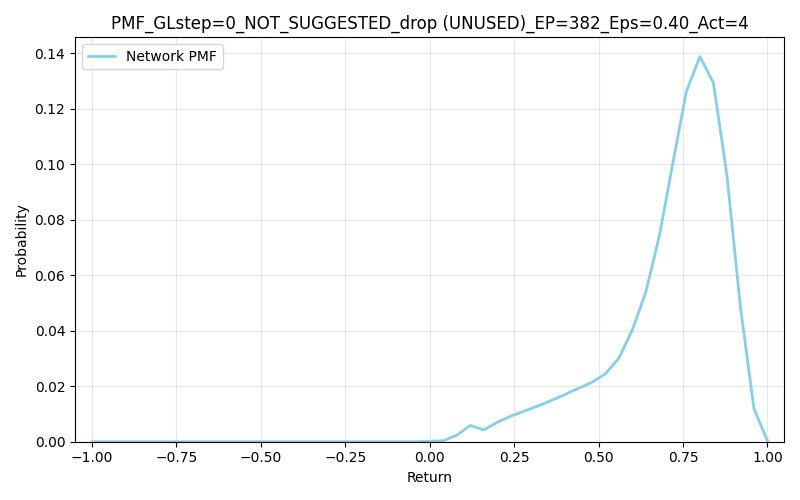 PMF_GLstep=0_NOT_SUGGESTED_drop (UNUSED)_EP=382_Eps=0.40_Act=4
Network PMF
0.14
0.12
0.10
0.08
0.06
0.04
0.02
0.00
Probability
−1.00 −0.75 −0.50 −0.25 0.00 0.25 0.50 0.75 1.00
Return